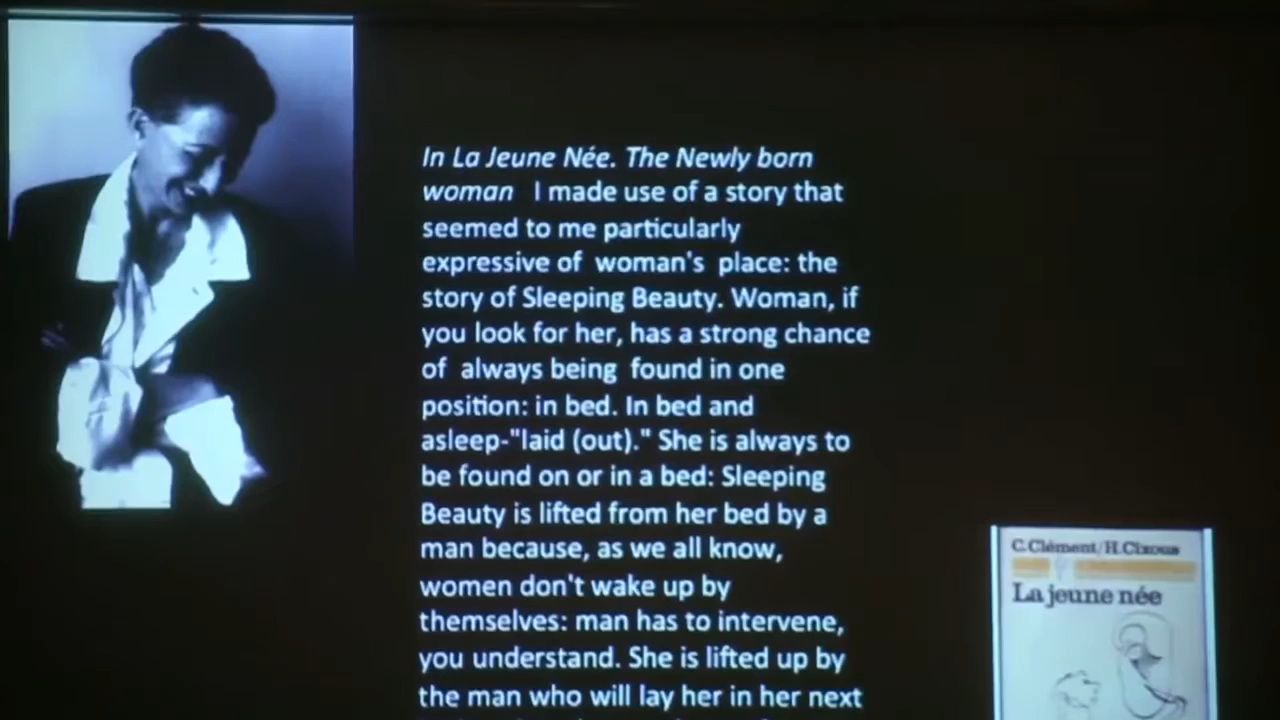 In La Jeune Née. The Newly born
woman I made use of a story that
seemed to me particularly
expressive of woman's place: the
story of Sleeping Beauty. Woman, if
you look for her, has a strong chance
of always being found in one
position: in bed. In bed and
asleep-"laid (out)." She is always to
be found on or in a bed: Sleeping
Beauty is lifted from her bed by a
man because, as we all know,
women don't wake up by
themselves: man has to intervene,
you understand. She is lifted up by
the man who will lay her in her next
C. Clément/H. Cixous
La jeune née